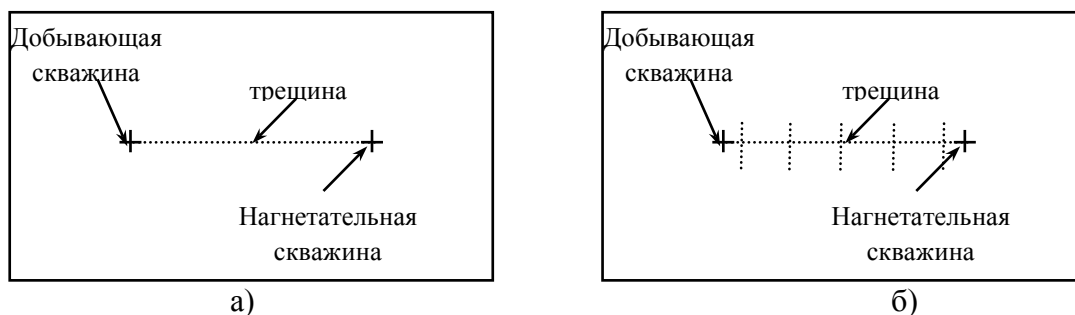 Добывающая
скважина
трещина
Нагнетательная
скважина
а)
Добывающая
скважина
трещина
Нагнетательная
скважина
б)